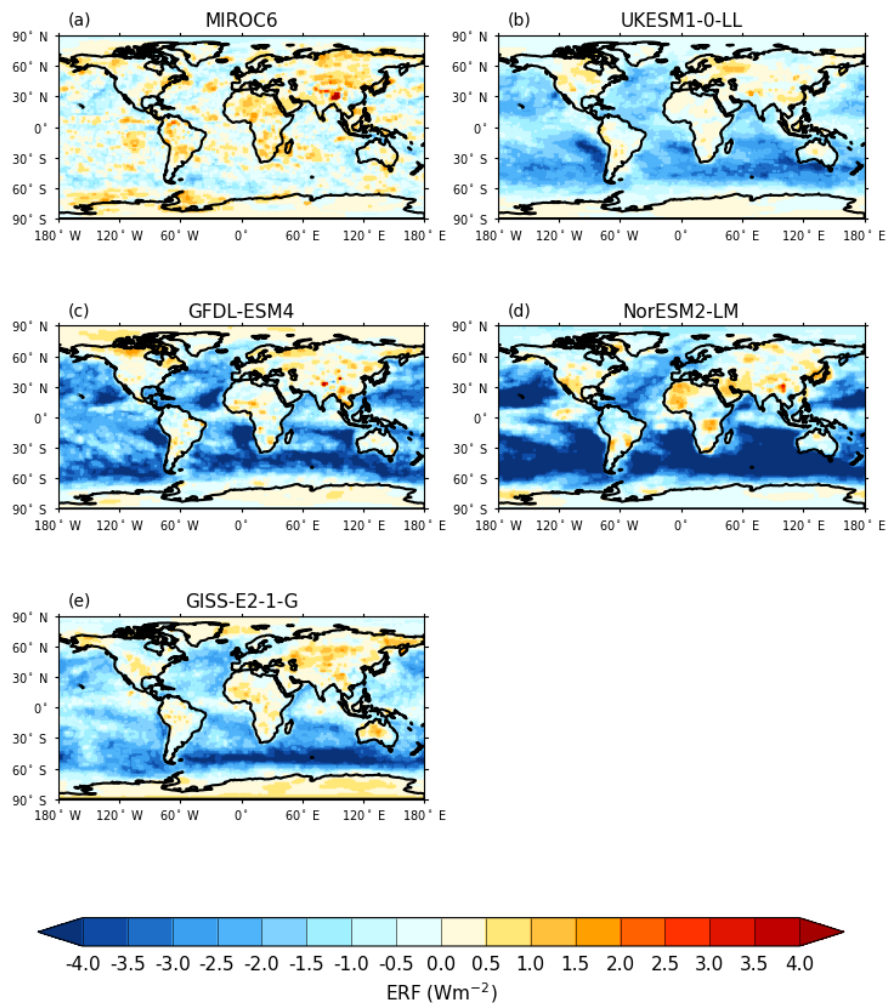 (a) MIROC6
(b) UKESM1-0-LL
90° N
60° N
30° N
0°
30° S
60° S
90° S
180° W 120° W 60° W 0° 60° E 120° E 180° E
90° N
60° N
30° N
0°
30° S
60° S
90° S
180° W 120° W 60° W 0° 60° E 120° E 180° E
(c) GFDL-ESM4
(d) NorESM2-LM
90° N
60° N
30° N
0°
30° S
60° S
90° S
180° W 120° W 60° W 0° 60° E 120° E 180° E
90° N
60° N
30° N
0°
30° S
60° S
90° S
180° W 120° W 60° W 0° 60° E 120° E 180° E
(e) GISS-E2-1-G
90° N
60° N
30° N
0°
30° S
60° S
90° S
180° W 120° W 60° W 0° 60° E 120° E 180° E
-4.0 -3.5 -2.5 -2.0 -1.5 -1.0 -0.5 0.0 0.5 1.0 1.5 2.0 2.5 3.0 3.5 4.0
ERF (Wm⁻²)